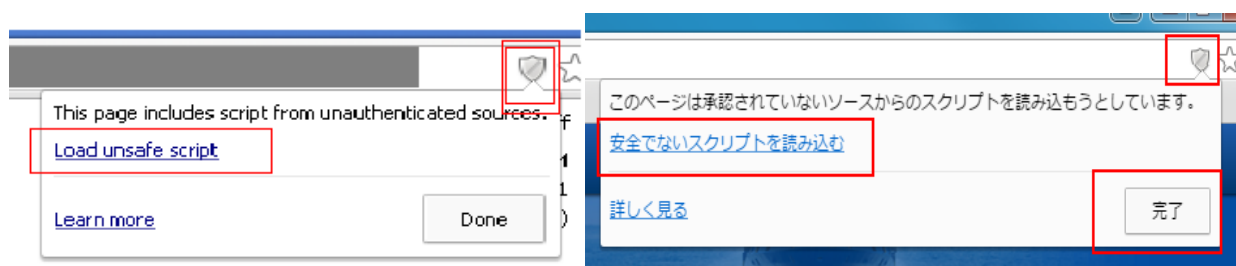 This page includes script from unauthenticated sources.
Load unsafe script
Learn more
Done
このページは承認されていないソースからのスクリプトを読み込もうとしています。
安全でないスクリプトを読み込む
詳しく見る
完了
f
1
1
)